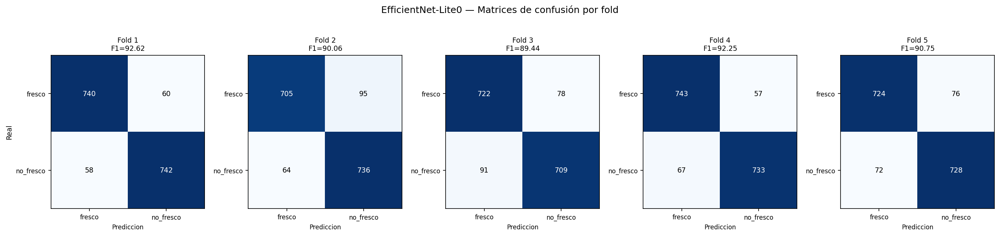 EfficientNet-Lite0 — Matrices de confusión por fold
Fold 1
F1=92.62
Real
fresco
740
60
no_fresco
58
742
fresco
no_fresco
Prediccion
Fold 2
F1=90.06
fresco
705
95
no_fresco
64
736
fresco
no_fresco
Prediccion
Fold 3
F1=89.44
fresco
722
78
no_fresco
91
709
fresco
no_fresco
Prediccion
Fold 4
F1=92.25
fresco
743
57
no_fresco
67
733
fresco
no_fresco
Prediccion
Fold 5
F1=90.75
fresco
724
76
no_fresco
72
728
fresco
no_fresco
Prediccion